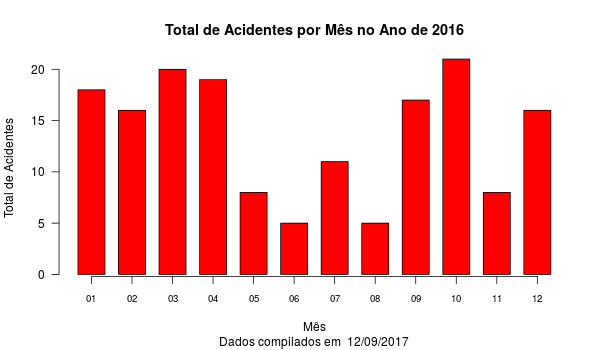 Total de Acidentes por Mês no Ano de 2016
Total de Acidentes
20
15
10
5
0
01 02 03 04 05 06 07 08 09 10 11 12
Mês
Dados compilados em 12/09/2017